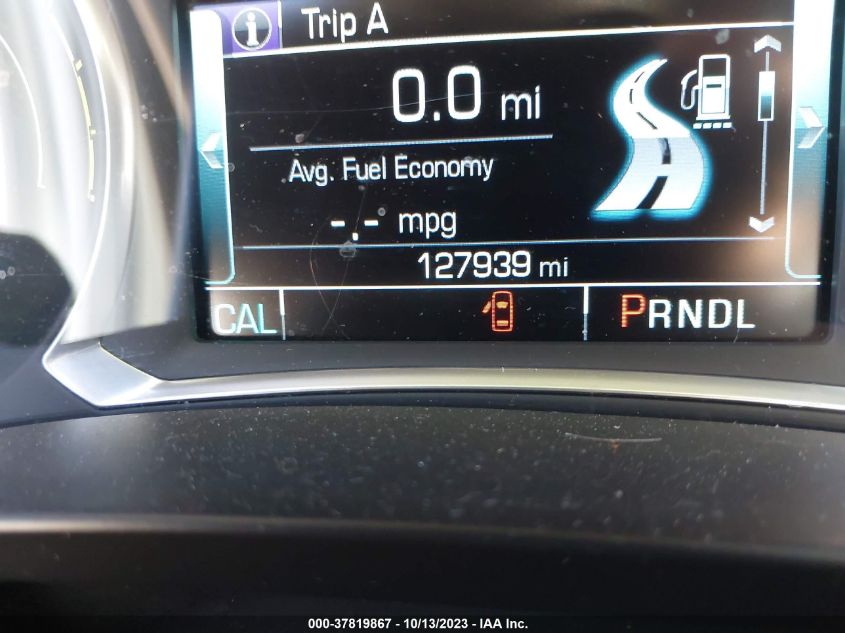 i Trip A
0.0 mi
Avg. Fuel Economy
-.- mpg
127939 mi
CAL PRNDL
000-37819867 - 10/13/2023 - IAA Inc.